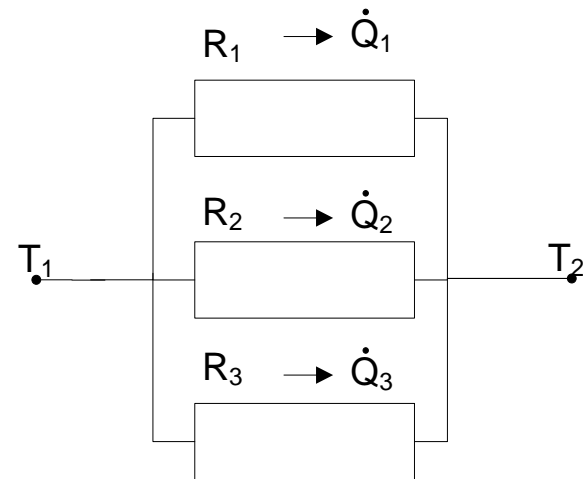 R₁ → Q̇₁
R₂ → Q̇₂
T₁
T₂
R₃ → Q̇₃